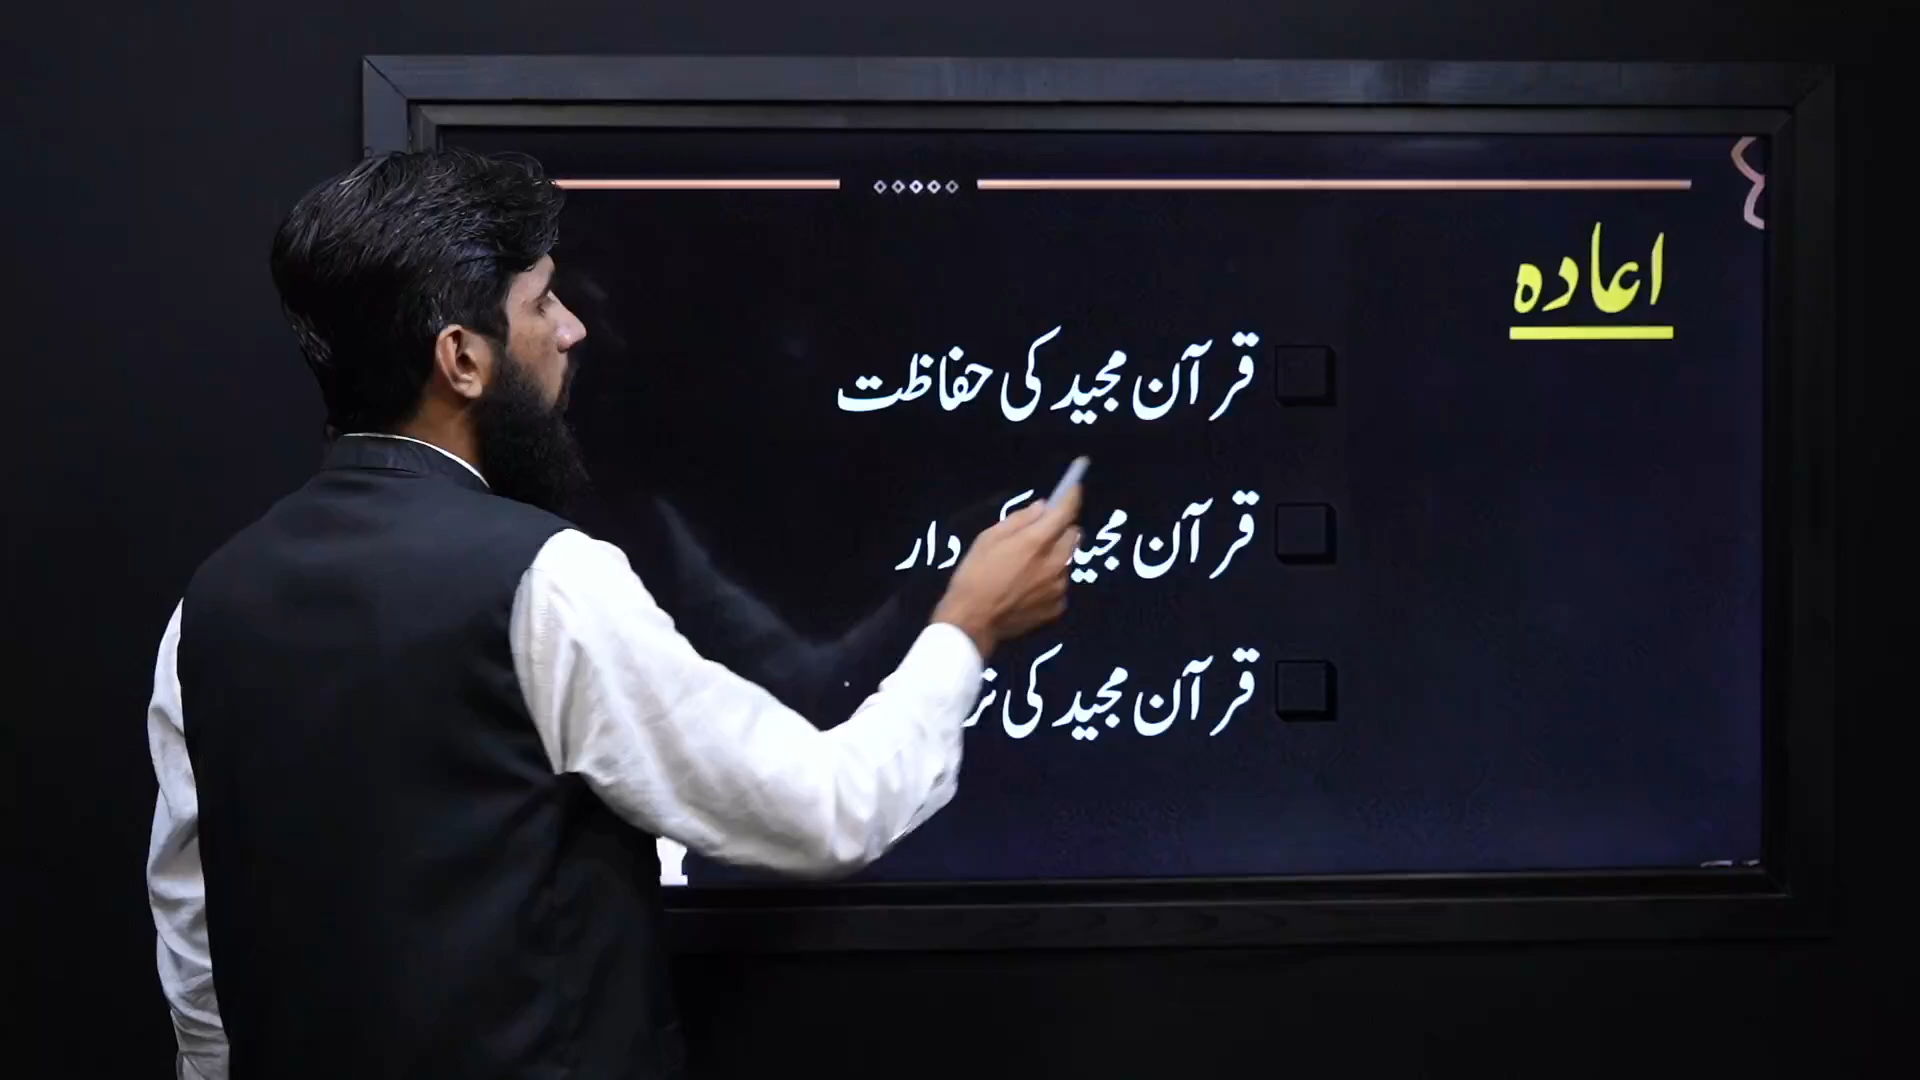 اعادہ
قرآن مجید کی حفاظت
قرآن مجید دار
قرآن مجید کی